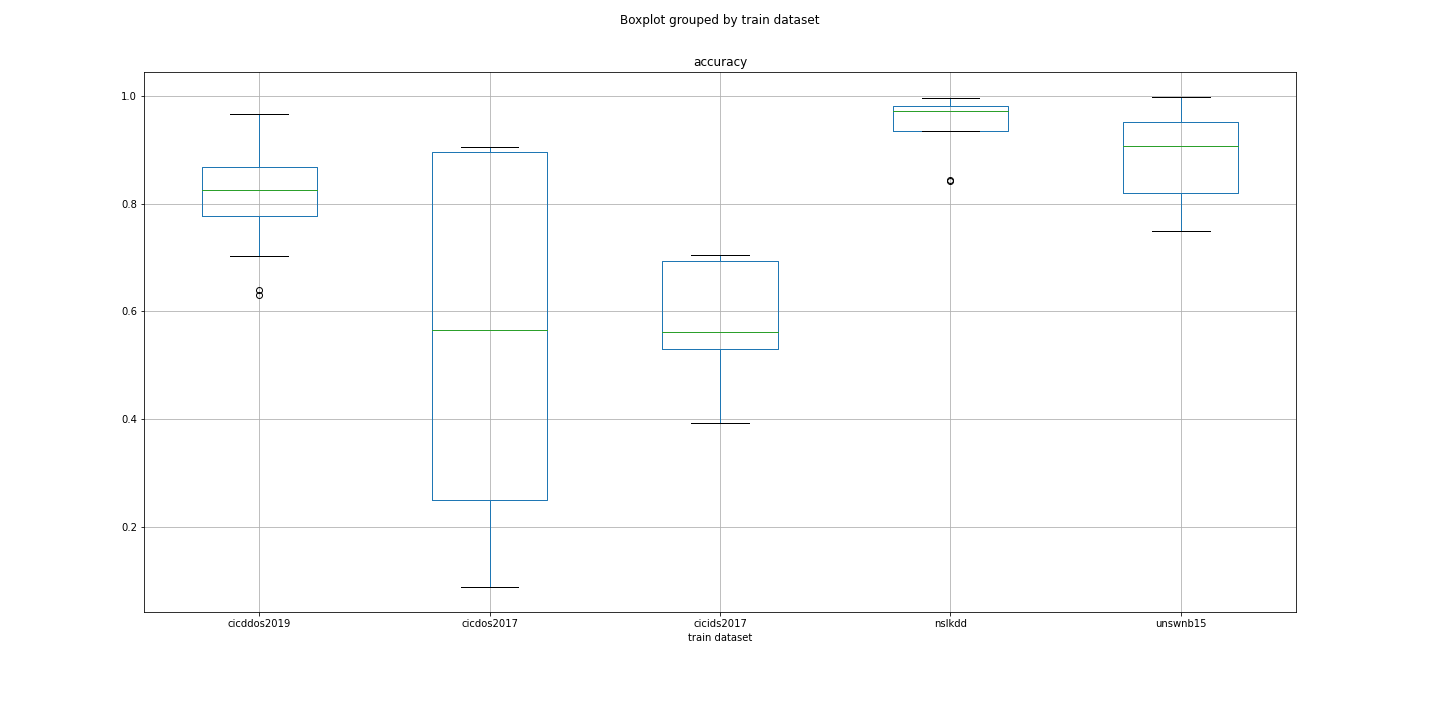 Boxplot grouped by train dataset
accuracy
1.0
0.8
0.6
0.4
0.2
cicddos2019 cicdos2017 cicids2017 nslkdd unswnb15
train dataset